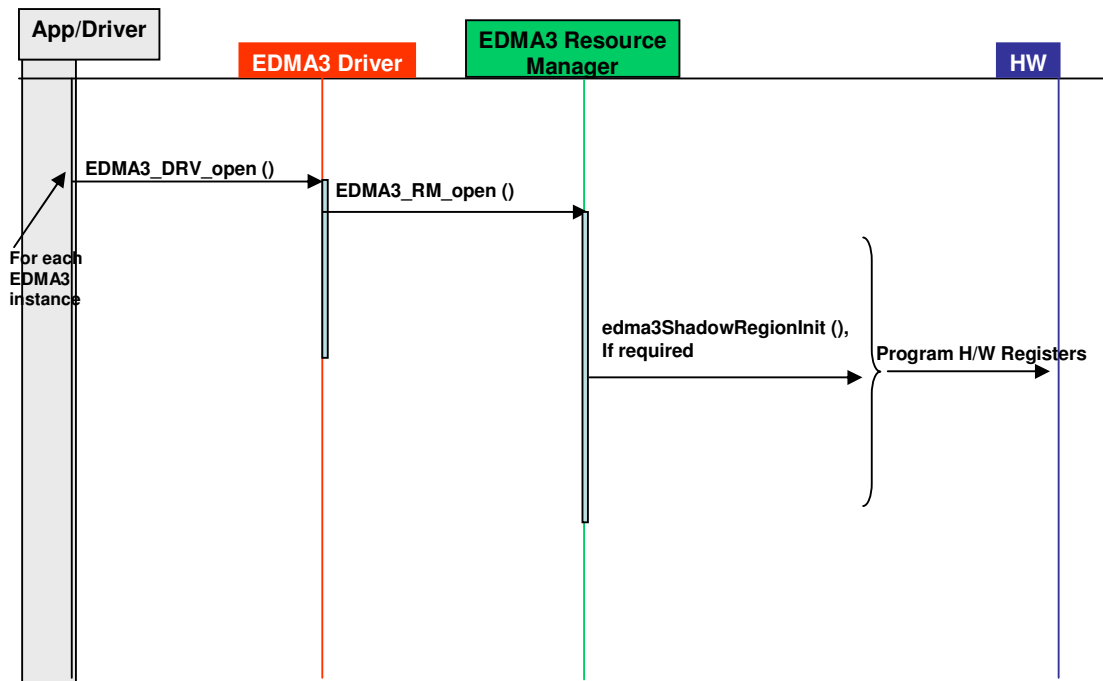 App/Driver
EDMA3 Driver
EDMA3 Resource
Manager
HW
EDMA3_DRV_open ()
EDMA3_RM_open ()
For each
EDMA3
instance
edma3ShadowRegionInit (),
If required
Program H/W Registers